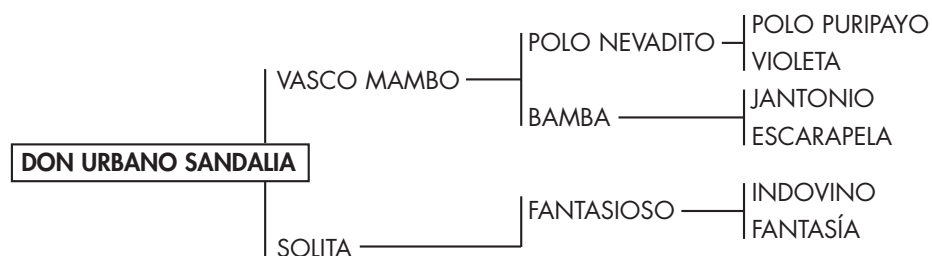 POLO PURIPAYO
POLO NEVADITO
VIOLETA
VASCO MAMBO
JANTONIO
BAMBA
ESCARAPELA
DON URBANO SANDALIA
INDOVINO
FANTASIOSO
FANTASÍA
SOLITA